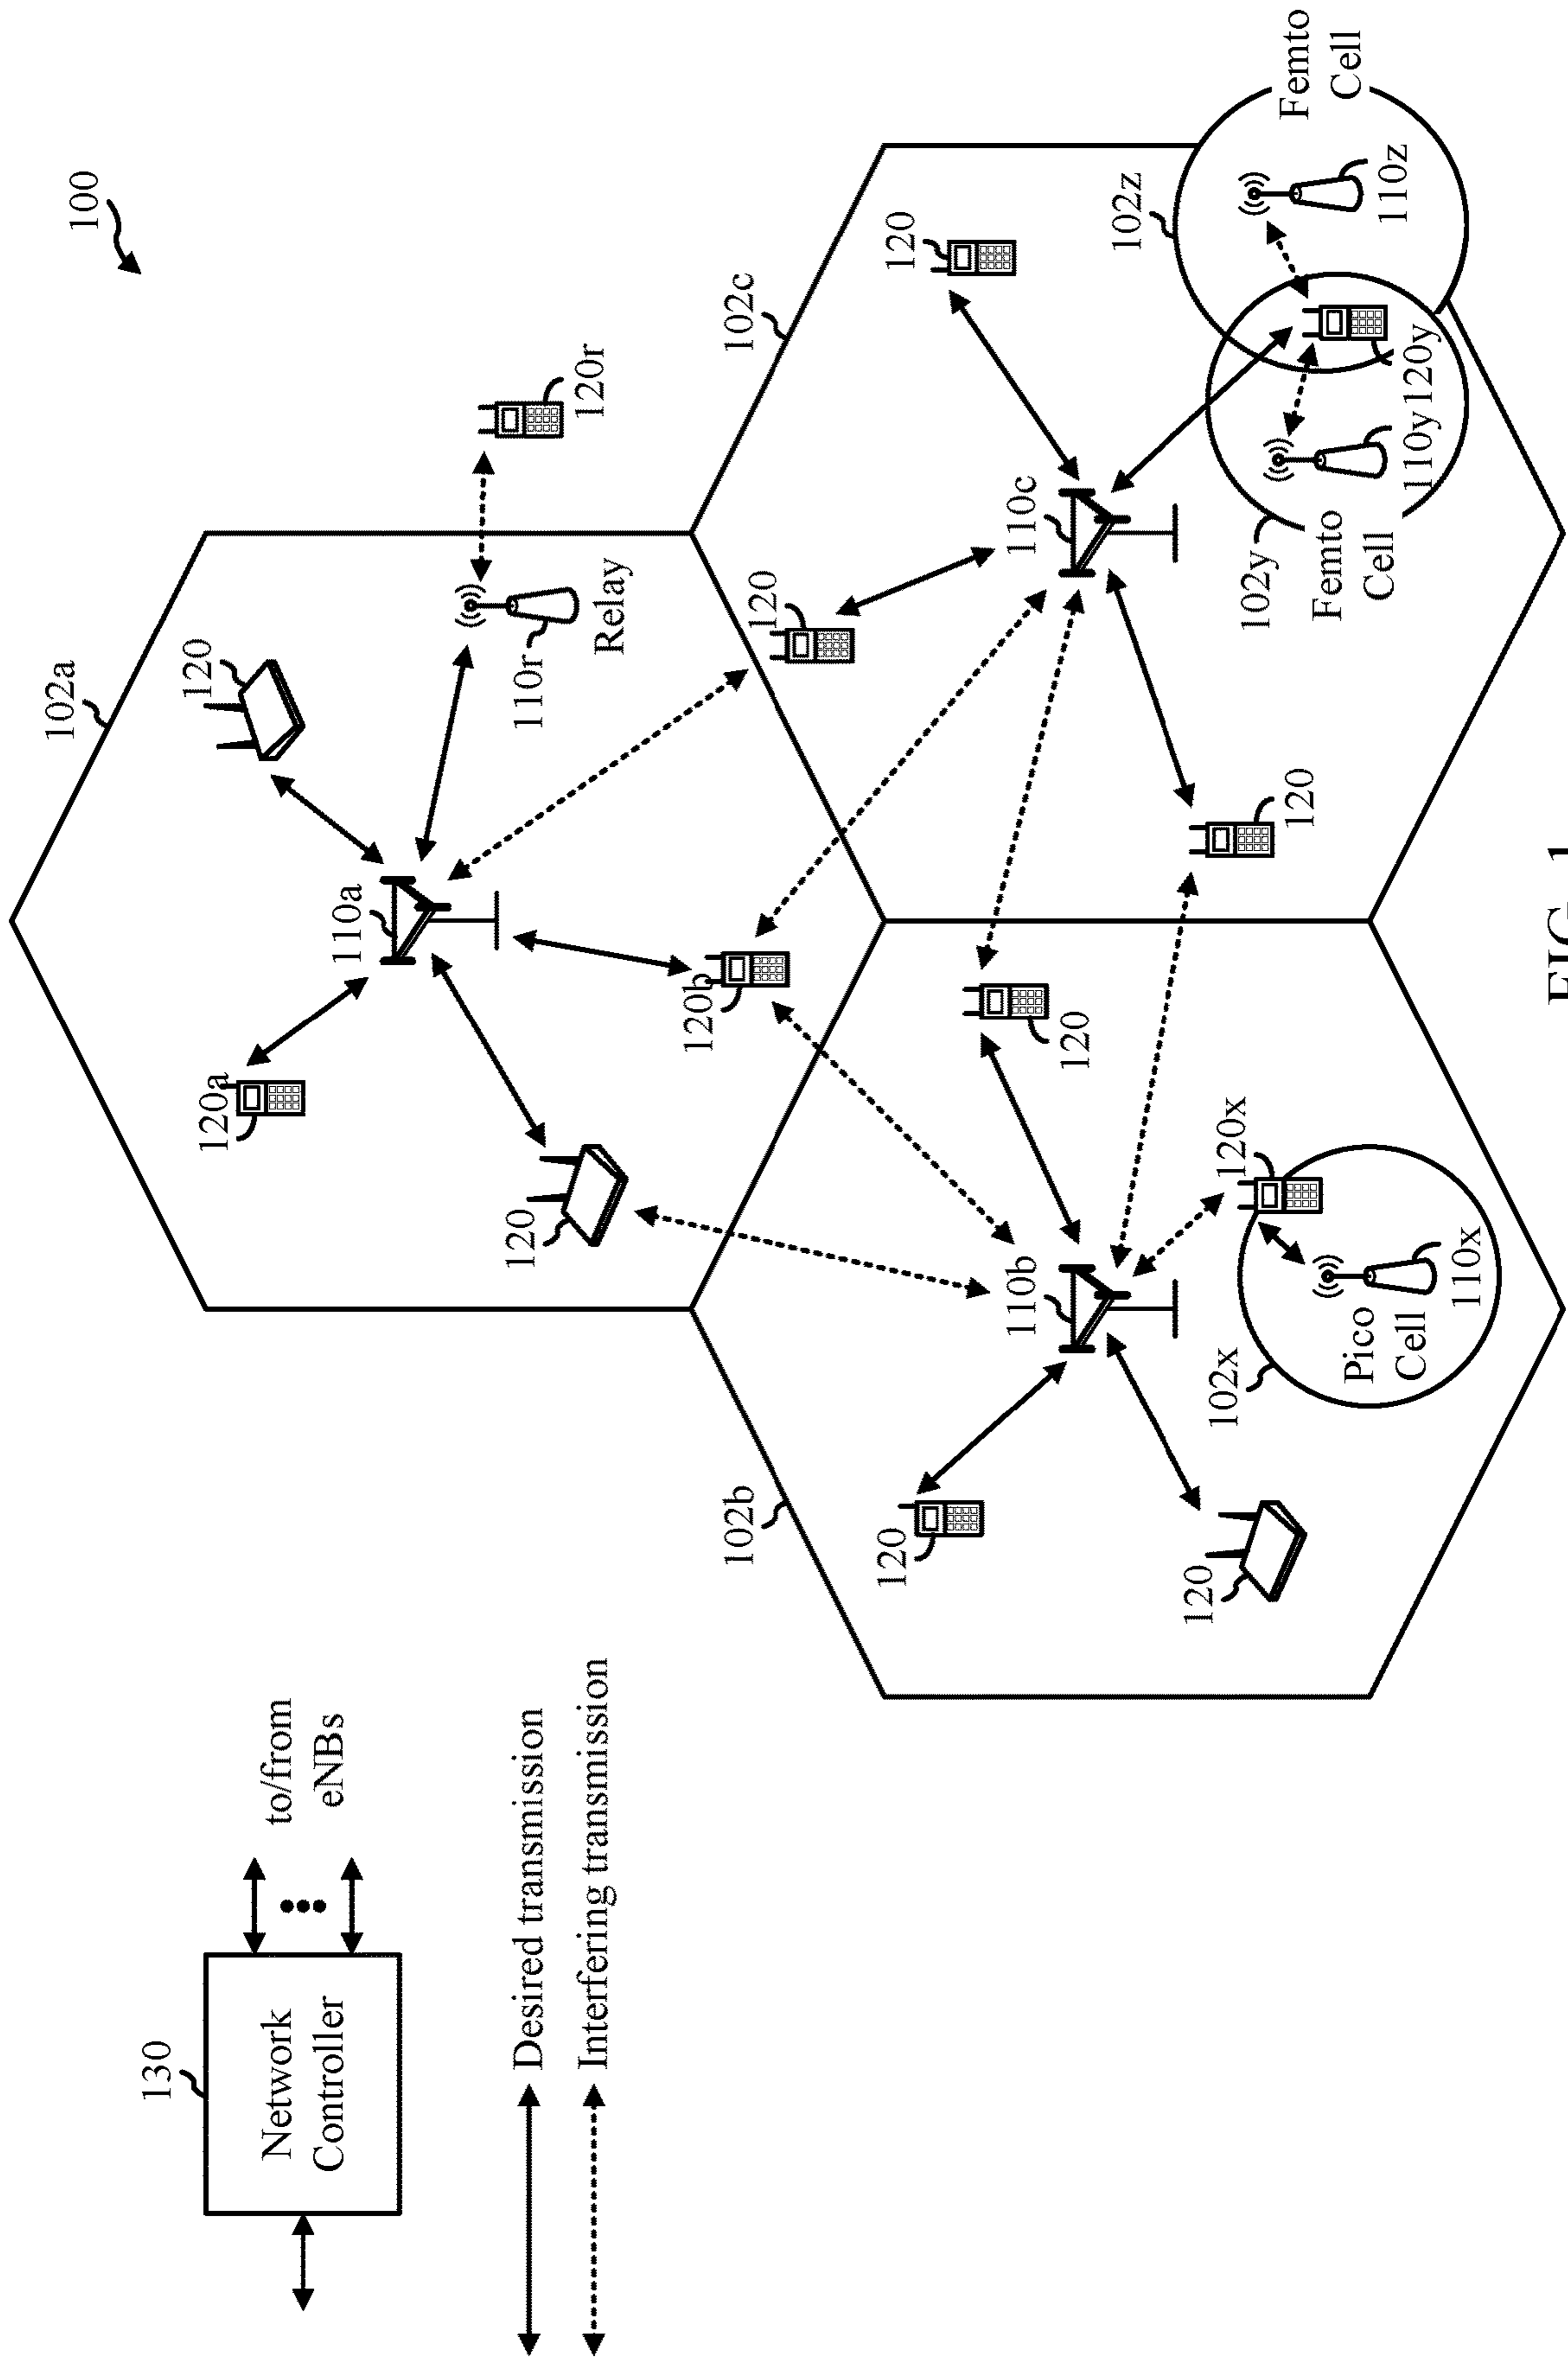 100
130
Network
Controller
to/from
eNBs
Desired transmission
Interfering transmission
102a
120a
110a
120
120
110r
Relay
120r
120b
102b
120
110b
120
120
102x
Pico
Cell
110x
120x
102c
120
110c
120
120
102y
Femto
Cell
110y
120y
102z
110z
Femto
Cell